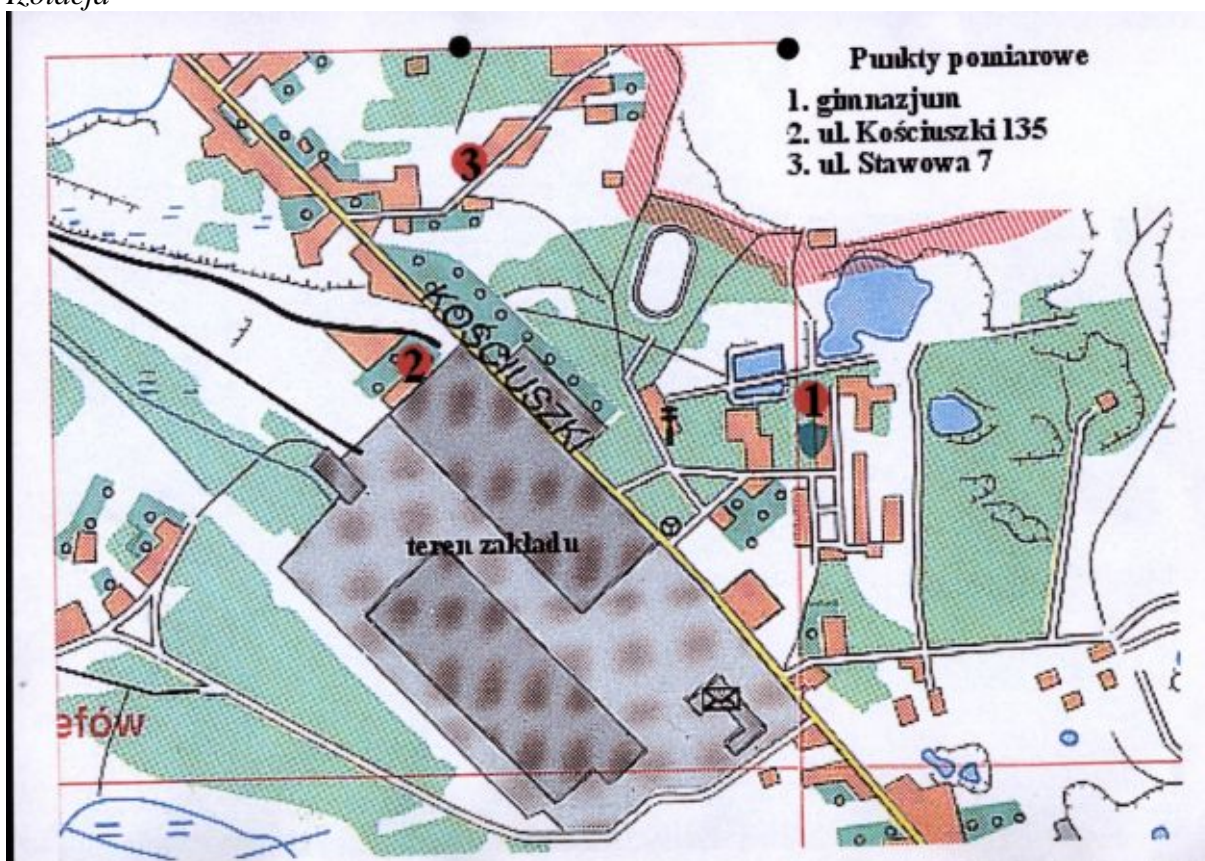 Izolacja
Punkty pomiarowe
1. gimnazjum
2. ul. Kościuszki 135
3. ul. Stawowa 7
3
KOŚCIUSZKI
2
1
teren zakładu
efów